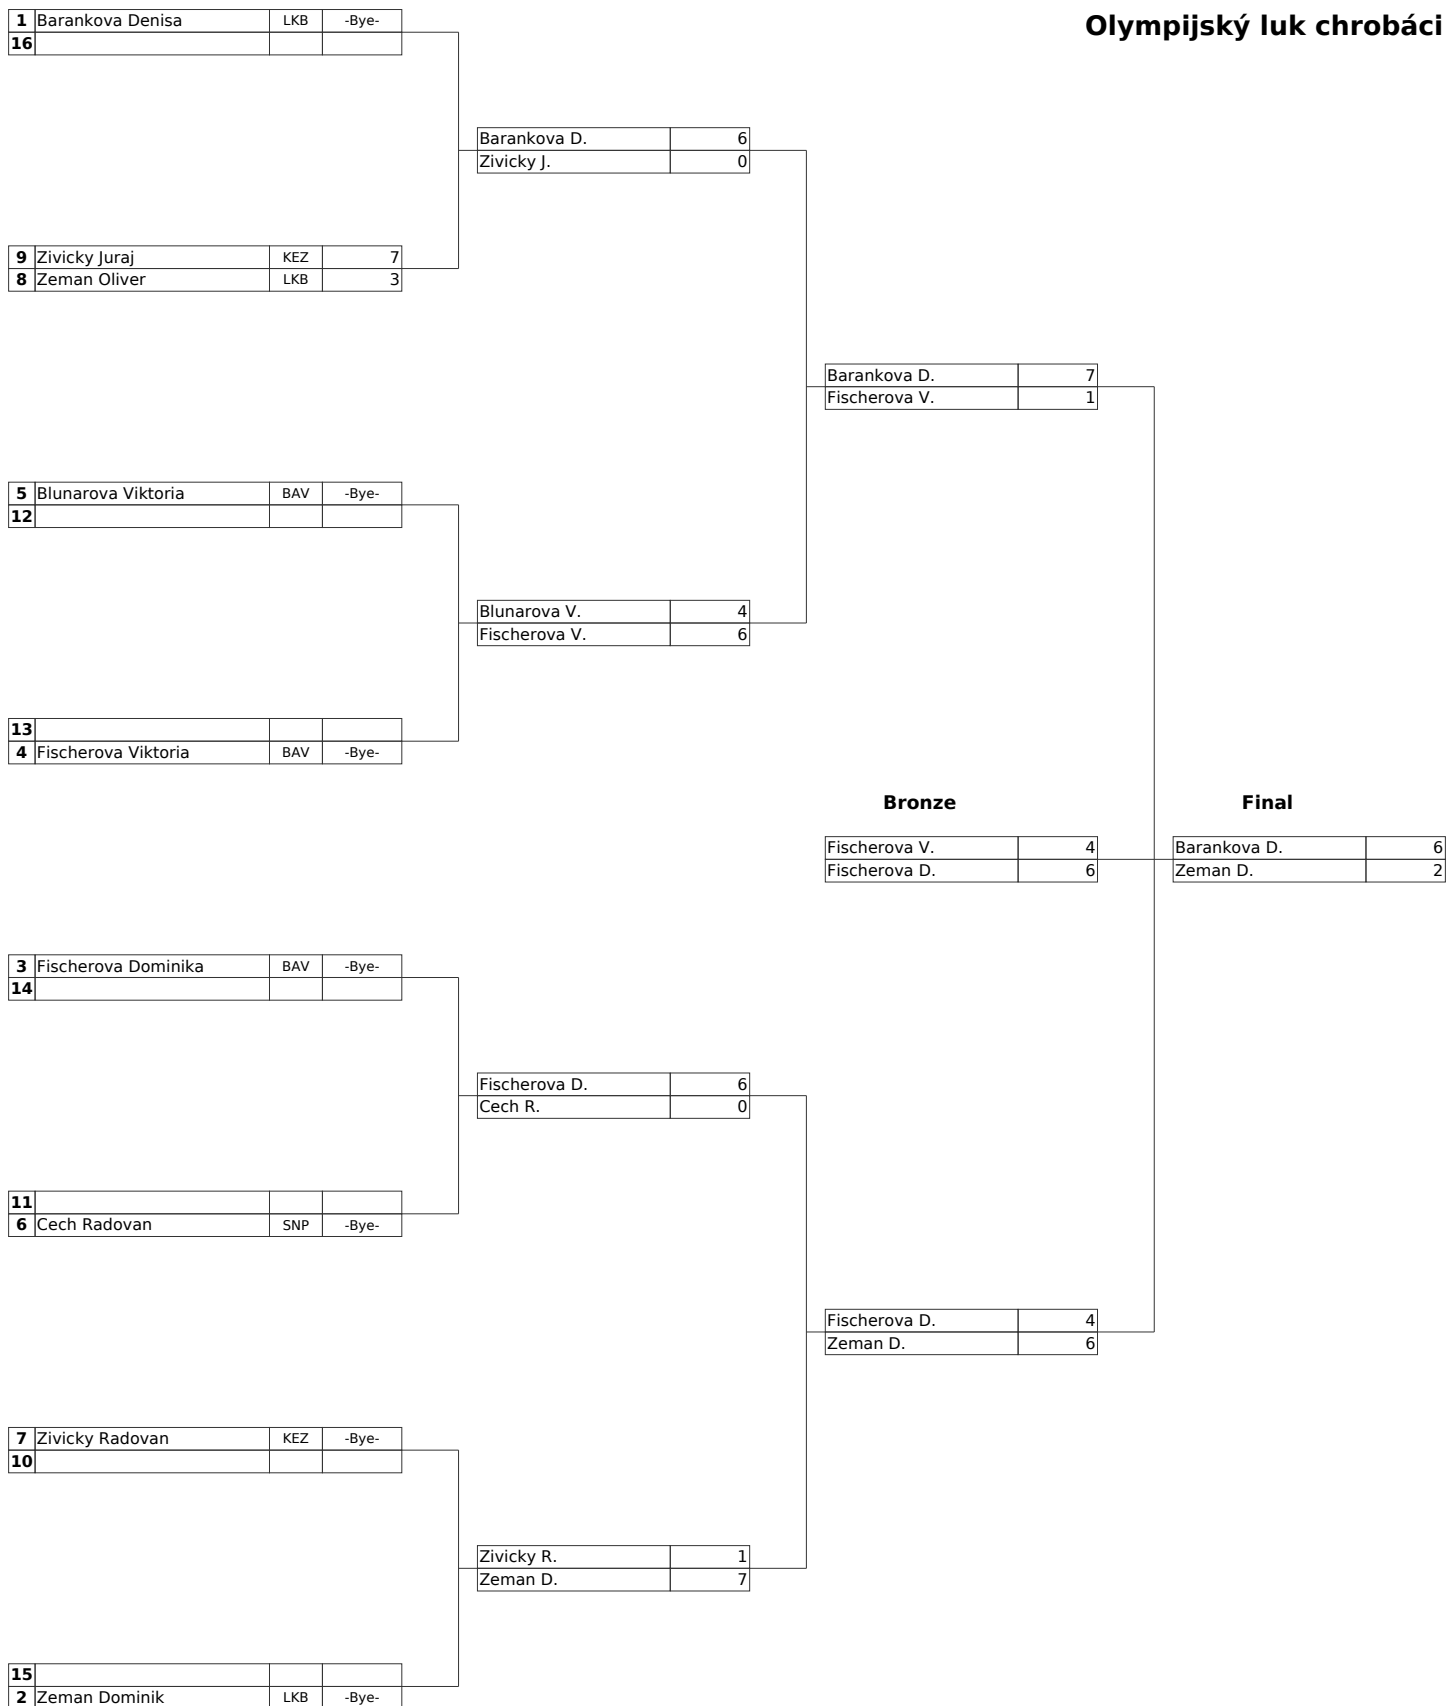 Olympijský luk chrobáci
1 Barankova Denisa LKB -Bye-
16
Barankova D. 6
Zivicky J. 0
9 Zivicky Juraj KEZ 7
8 Zeman Oliver LKB 3
Barankova D. 7
Fischerova V. 1
5 Blunarova Viktoria BAV -Bye-
12
Blunarova V. 4
Fischerova V. 6
13
4 Fischerova Viktoria BAV -Bye-
Bronze Final
Fischerova V. 4 Barankova D. 6
Fischerova D. 6 Zeman D. 2
3 Fischerova Dominika BAV -Bye-
14
Fischerova D. 6
Cech R. 0
11
6 Cech Radovan SNP -Bye-
Fischerova D. 4
Zeman D. 6
7 Zivicky Radovan KEZ -Bye-
10
Zivicky R. 1
Zeman D. 7
15
2 Zeman Dominik LKB -Bye-